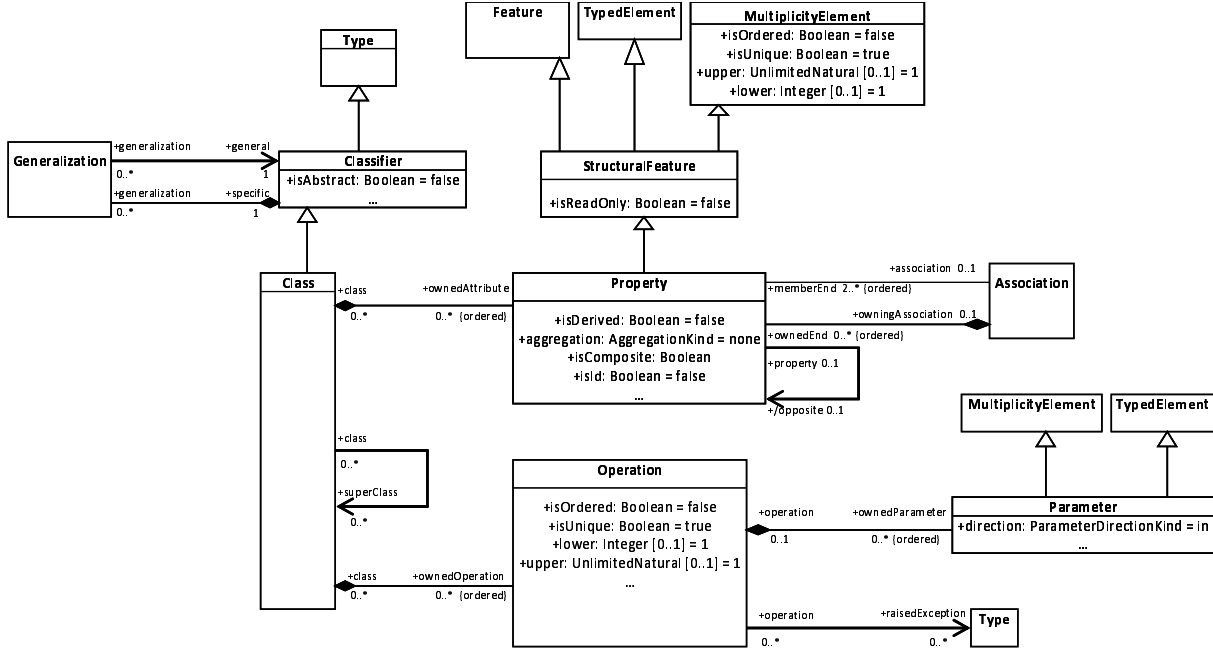 Feature
TypedElement
MultiplicityElement
+isOrdered: Boolean = false
+isUnique: Boolean = true
+upper: UnlimitedNatural [0..1] = 1
+lower: Integer [0..1] = 1
Type
Generalization
+generalization
+general
0..*
1
+generalization
+specific
0..*
1
Classifier
+isAbstract: Boolean = false
...
StructuralFeature
+isReadOnly: Boolean = false
Class
+class
+ownedAttribute
0..*
0..* {ordered}
Property
+isDerived: Boolean = false
+aggregation: AggregationKind = none
+isComposite: Boolean
+isId: Boolean = false
...
+association 0..1
+memberEnd 2..* {ordered}
+owningAssociation 0..1
+ownedEnd 0..* {ordered}
+property 0..1
+/opposite 0..1
Association
+class
0..*
+superClass
0..*
MultiplicityElement
TypedElement
Operation
+isOrdered: Boolean = false
+isUnique: Boolean = true
+lower: Integer [0..1] = 1
+upper: UnlimitedNatural [0..1] = 1
...
+operation
+ownedParameter
0..1
0..* {ordered}
Parameter
+direction: ParameterDirectionKind = in
...
+class
+ownedOperation
0..*
0..* {ordered}
+operation
+raisedException
0..*
0..*
Type